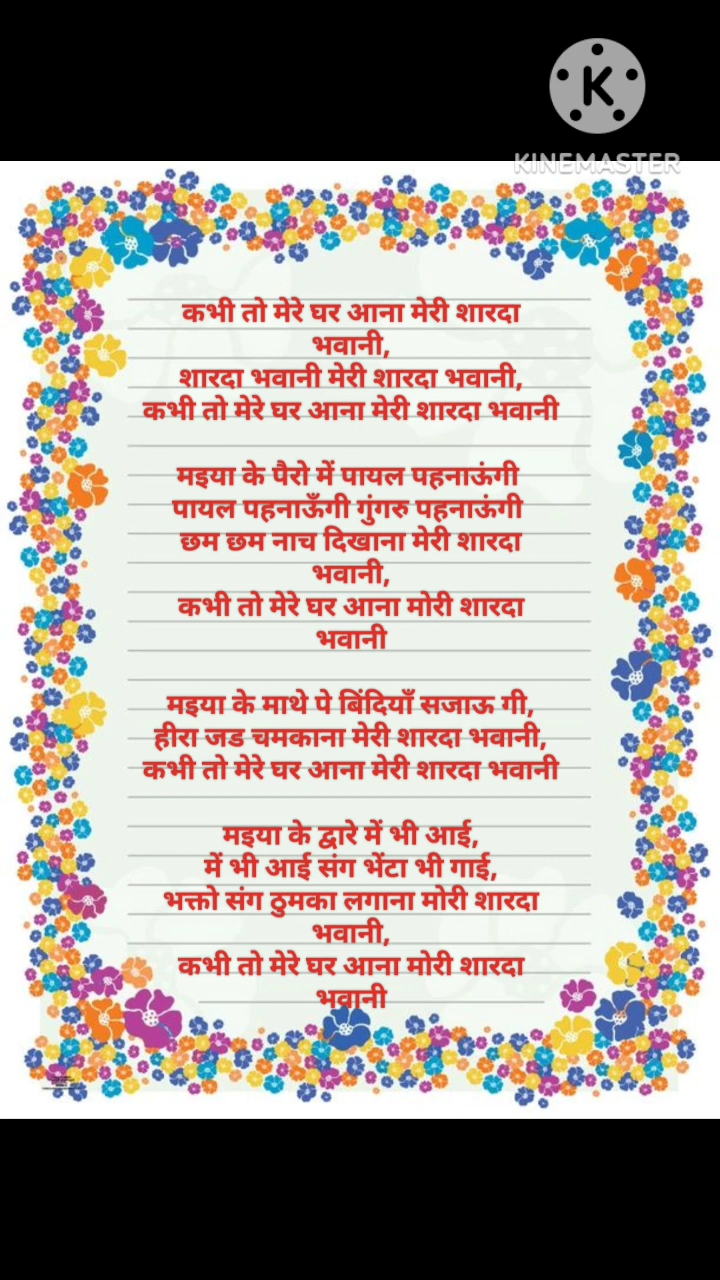 K
KINEMASTER
कभी तो मेरे घर आना मेरी शारदा
भवानी,
शारदा भवानी मेरी शारदा भवानी,
कभी तो मेरे घर आना मेरी शारदा भवानी
मइया के पैरो में पायल पहनाऊंगी
पायल पहनाऊँगी गुंगरु पहनाऊंगी
छम छम नाच दिखाना मेरी शारदा
भवानी,
कभी तो मेरे घर आना मोरी शारदा
भवानी
मइया के माथे पे बिंदियाँ सजाऊ गी,
हीरा जड चमकाना मेरी शारदा भवानी,
कभी तो मेरे घर आना मेरी शारदा भवानी
मइया के द्वारे में भी आई,
में भी आई संग भेंटा भी गाई,
भक्तो संग ठुमका लगाना मोरी शारदा
भवानी,
कभी तो मेरे घर आना मोरी शारदा
भवानी